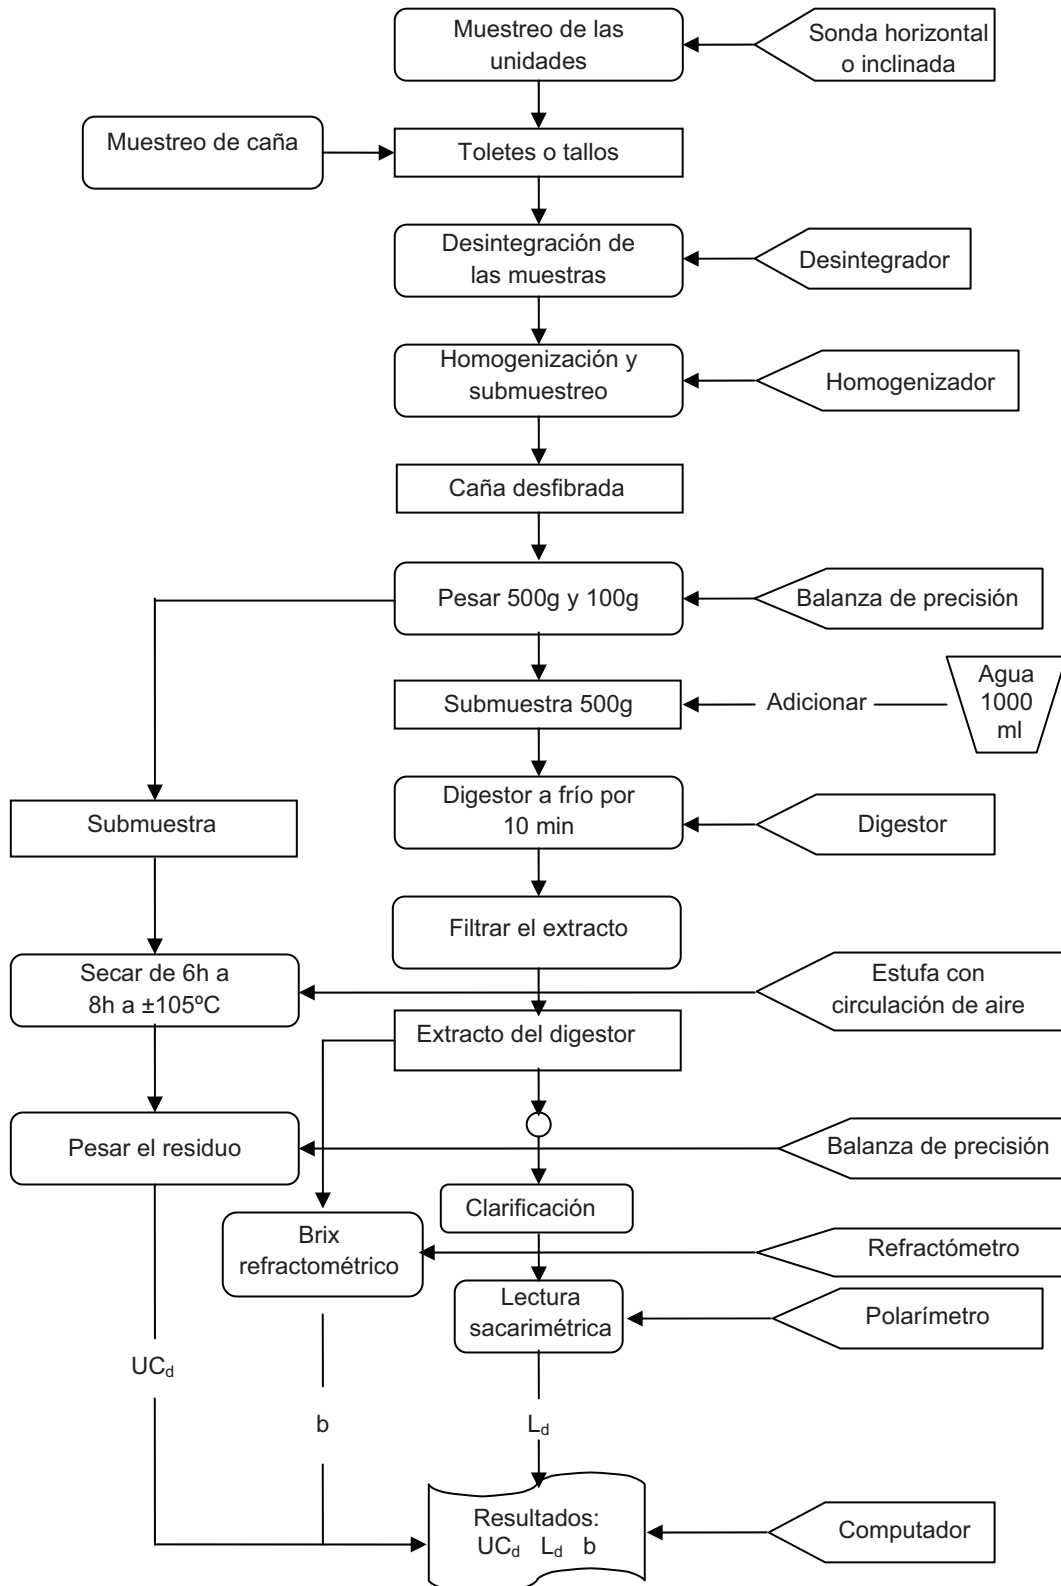 Muestreo de las
unidades
Sonda horizontal
o inclinada
Muestreo de caña
Toletes o tallos
Desintegración de
las muestras
Desintegrador
Homogenización y
submuestreo
Homogenizador
Caña desfibrada
Pesar 500g y 100g
Balanza de precisión
Submuestra 500g
Adicionar
Agua
1000
ml
Submuestra
Digestor a frío por
10 min
Digestor
Filtrar el extracto
Secar de 6h a
8h a ±105ºC
Estufa con
circulación de aire
Extracto del digestor
Pesar el residuo
Balanza de precisión
Clarificación
Brix
refractométrico
Refractómetro
Lectura
sacarimétrica
Polarímetro
UCd
b
Ld
Resultados:
UCd Ld b
Computador